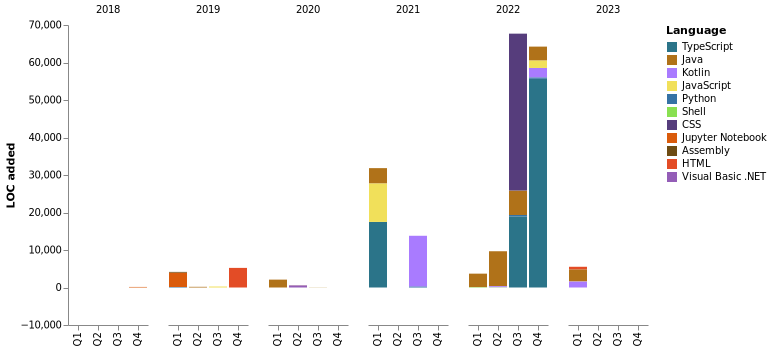 2018 2019 2020 2021 2022 2023
70,000
60,000
50,000
40,000
30,000
20,000
10,000
0
−10,000
LOC added
Q1 Q2 Q3 Q4 Q1 Q2 Q3 Q4 Q1 Q2 Q3 Q4 Q1 Q2 Q3 Q4 Q1 Q2 Q3 Q4 Q1 Q2 Q3 Q4
Language
TypeScript
Java
Kotlin
JavaScript
Python
Shell
CSS
Jupyter Notebook
Assembly
HTML
Visual Basic .NET